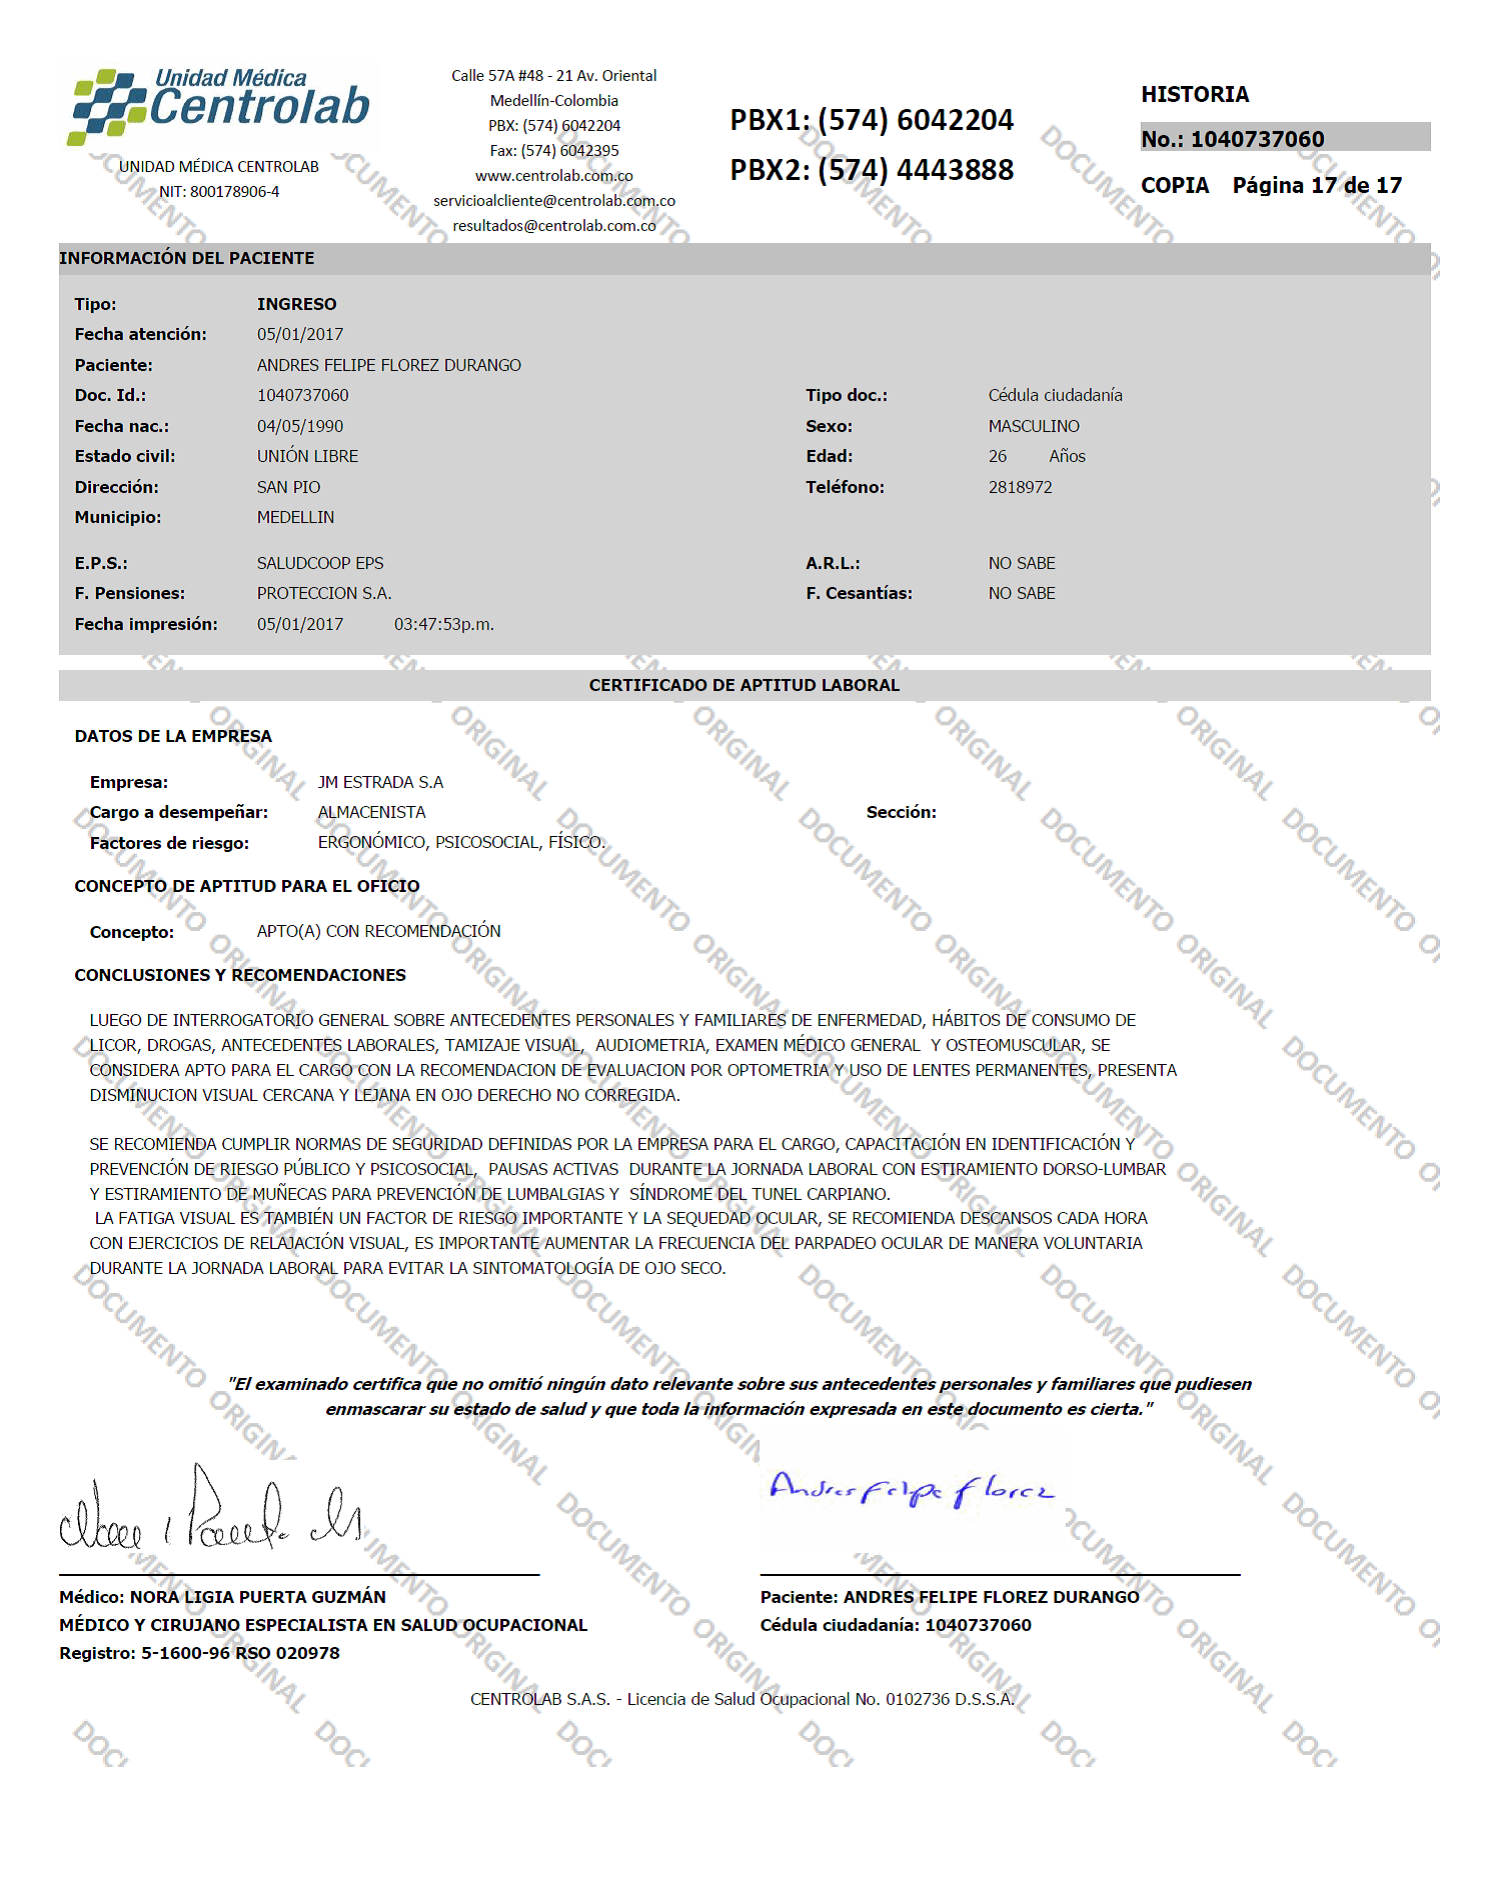 Unidad Médica
Centrolab
UNIDAD MÉDICA CENTROLAB
NIT: 800178906-4
Calle 57A #48 - 21 Av. Oriental
Medellín-Colombia
PBX: (574) 6042204
Fax: (574) 6042395
www.centrolab.com.co
servicioalcliente@centrolab.com.co
resultados@centrolab.com.co
PBX1: (574) 6042204
PBX2: (574) 4443888
HISTORIA
No.: 1040737060
COPIA Página 17 de 17
INFORMACIÓN DEL PACIENTE
Tipo: INGRESO
Fecha atención: 05/01/2017
Paciente: ANDRES FELIPE FLOREZ DURANGO
Doc. Id.: 1040737060 Tipo doc.: Cédula ciudadanía
Fecha nac.: 04/05/1990 Sexo: MASCULINO
Estado civil: UNIÓN LIBRE Edad: 26 Años
Dirección: SAN PIO Teléfono: 2818972
Municipio: MEDELLIN
E.P.S.: SALUDCOOP EPS A.R.L.: NO SABE
F. Pensiones: PROTECCION S.A. F. Cesantías: NO SABE
Fecha impresión: 05/01/2017 03:47:53p.m.
CERTIFICADO DE APTITUD LABORAL
DATOS DE LA EMPRESA
Empresa: JM ESTRADA S.A
Cargo a desempeñar: ALMACENISTA Sección:
Factores de riesgo: ERGONÓMICO, PSICOSOCIAL, FÍSICO.
CONCEPTO DE APTITUD PARA EL OFICIO
Concepto: APTO(A) CON RECOMENDACIÓN
CONCLUSIONES Y RECOMENDACIONES
LUEGO DE INTERROGATORIO GENERAL SOBRE ANTECEDENTES PERSONALES Y FAMILIARES DE ENFERMEDAD, HÁBITOS DE CONSUMO DE
LICOR, DROGAS, ANTECEDENTES LABORALES, TAMIZAJE VISUAL, AUDIOMETRIA, EXAMEN MÉDICO GENERAL Y OSTEOMUSCULAR, SE
CONSIDERA APTO PARA EL CARGO CON LA RECOMENDACION DE EVALUACION POR OPTOMETRÍA Y USO DE LENTES PERMANENTES, PRESENTA
DISMINUCION VISUAL CERCANA Y LEJANA EN OJO DERECHO NO CORREGIDA.
SE RECOMIENDA CUMPLIR NORMAS DE SEGURIDAD DEFINIDAS POR LA EMPRESA PARA EL CARGO, CAPACITACIÓN EN IDENTIFICACIÓN Y
PREVENCIÓN DE RIESGO PÚBLICO Y PSICOSOCIAL, PAUSAS ACTIVAS DURANTE LA JORNADA LABORAL CON ESTIRAMIENTO DORSO-LUMBAR
Y ESTIRAMIENTO DE MUÑECAS PARA PREVENCIÓN DE LUMBALGIAS Y SÍNDROME DEL TUNEL CARPIANO.
LA FATIGA VISUAL ES TAMBIÉN UN FACTOR DE RIESGO IMPORTANTE Y LA SEQUEDAD OCULAR, SE RECOMIENDA DESCANSOS CADA HORA
CON EJERCICIOS DE RELAJACIÓN VISUAL, ES IMPORTANTE AUMENTAR LA FRECUENCIA DEL PARPADEO OCULAR DE MANERA VOLUNTARIA
DURANTE LA JORNADA LABORAL PARA EVITAR LA SINTOMATOLOGÍA DE OJO SECO.
"El examinado certifica que no omitió ningún dato relevante sobre sus antecedentes personales y familiares que pudiesen
enmascarar su estado de salud y que toda la información expresada en este documento es cierta."
Andres Felipe florez
Médico: NORA LIGIA PUERTA GUZMÁN
MÉDICO Y CIRUJANO ESPECIALISTA EN SALUD OCUPACIONAL
Registro: 5-1600-96 RSO 020978
Paciente: ANDRES FELIPE FLOREZ DURANGO
Cédula ciudadanía: 1040737060
CENTROLAB S.A.S. - Licencia de Salud Ocupacional No. 0102736 D.S.S.A.
DOCUMENTO ORIGINAL